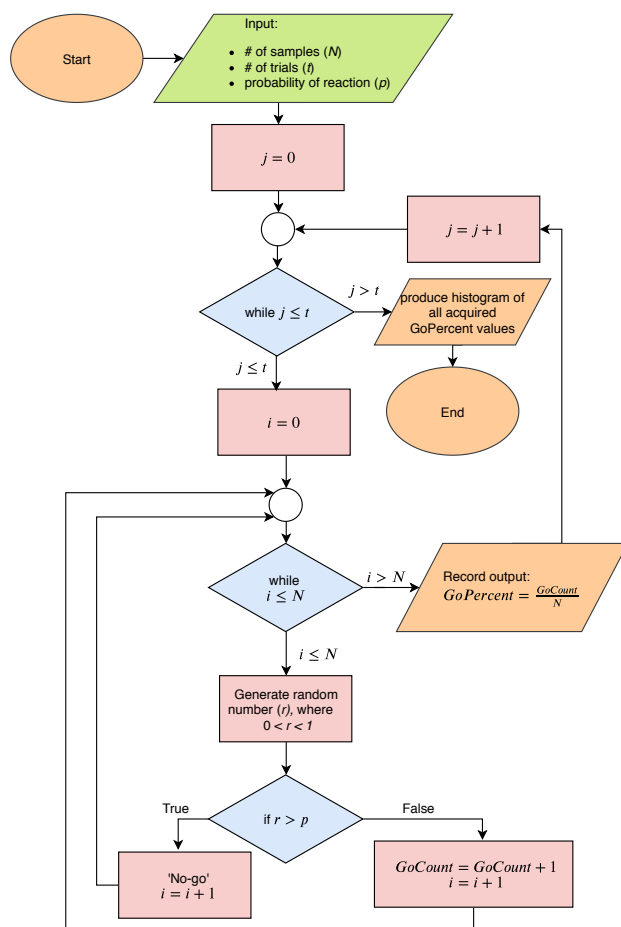 Start
Input:
• # of samples (N)
• # of trials (t)
• probability of reaction (p)
j = 0
j = j + 1
while j ≤ t
j > t
produce histogram of
all acquired
GoPercent values
j ≤ t
End
i = 0
while
i ≤ N
i > N
Record output:
GoPercent = GoCount/N
i ≤ N
Generate random
number (r), where
0 < r < 1
if r > p
True
False
'No-go'
i = i + 1
GoCount = GoCount + 1
i = i + 1